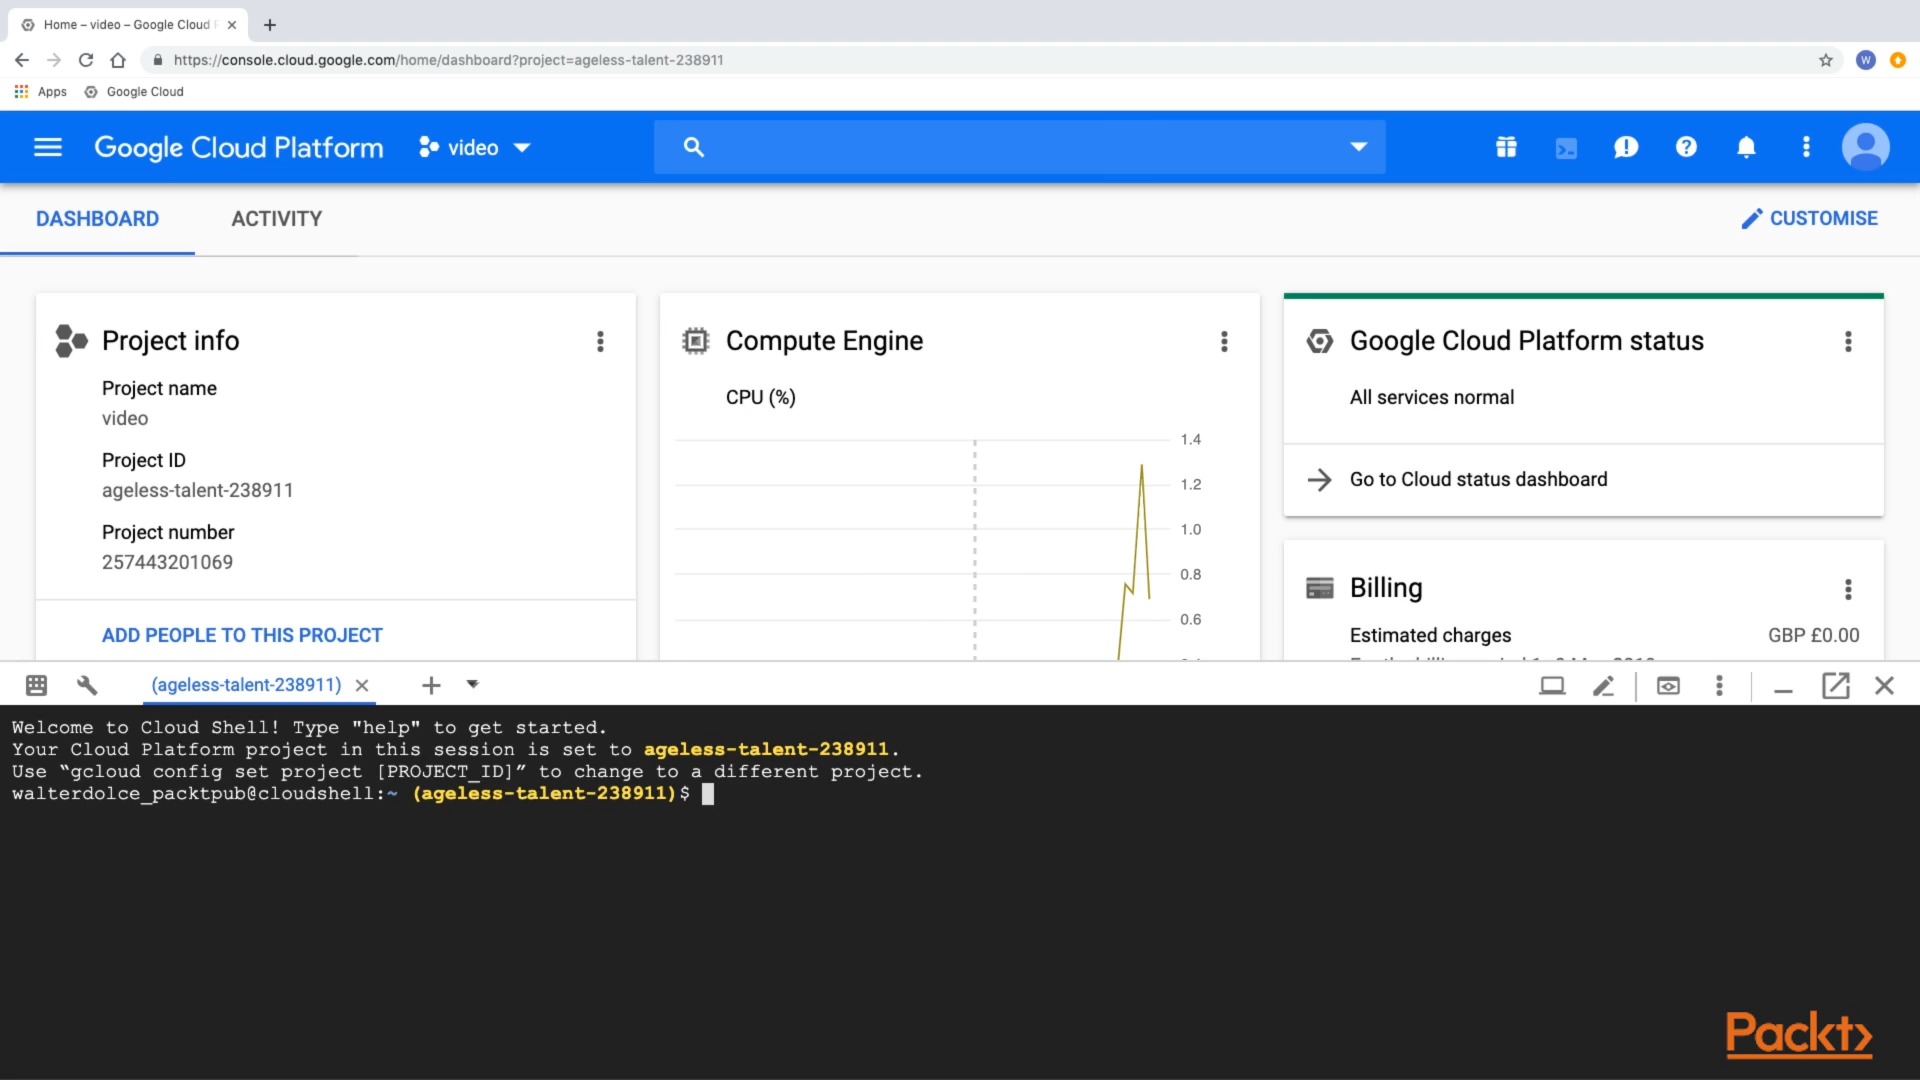 Home – video – Google Cloud
https://console.cloud.google.com/home/dashboard?project=ageless-talent-238911
W
Apps
Google Cloud
Google Cloud Platform
video
DASHBOARD
ACTIVITY
CUSTOMISE
Project info
Project name
video
Project ID
ageless-talent-238911
Project number
257443201069
ADD PEOPLE TO THIS PROJECT
Compute Engine
CPU (%)
1.4
1.2
1.0
0.8
0.6
Google Cloud Platform status
All services normal
Go to Cloud status dashboard
Billing
Estimated charges
GBP £0.00
(ageless-talent-238911)
Welcome to Cloud Shell! Type "help" to get started.
Your Cloud Platform project in this session is set to ageless-talent-238911.
Use “gcloud config set project [PROJECT_ID]” to change to a different project.
walterdolce_packtpub@cloudshell:~ (ageless-talent-238911)$
Packt>